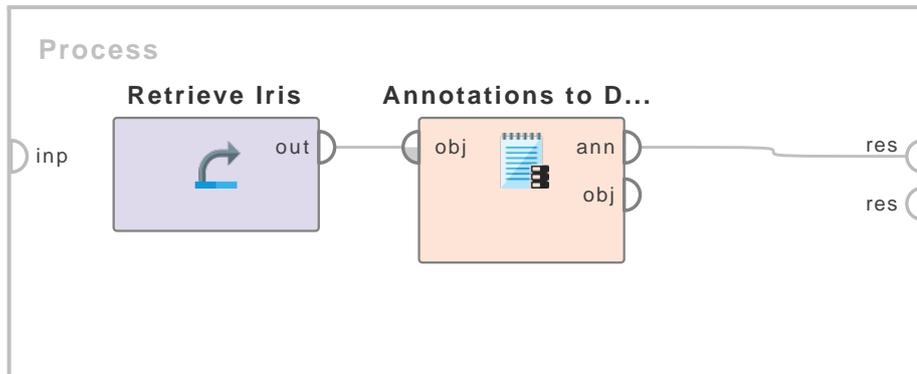 Process
Retrieve Iris
Annotations to D...
inp
out
obj
ann
obj
res
res